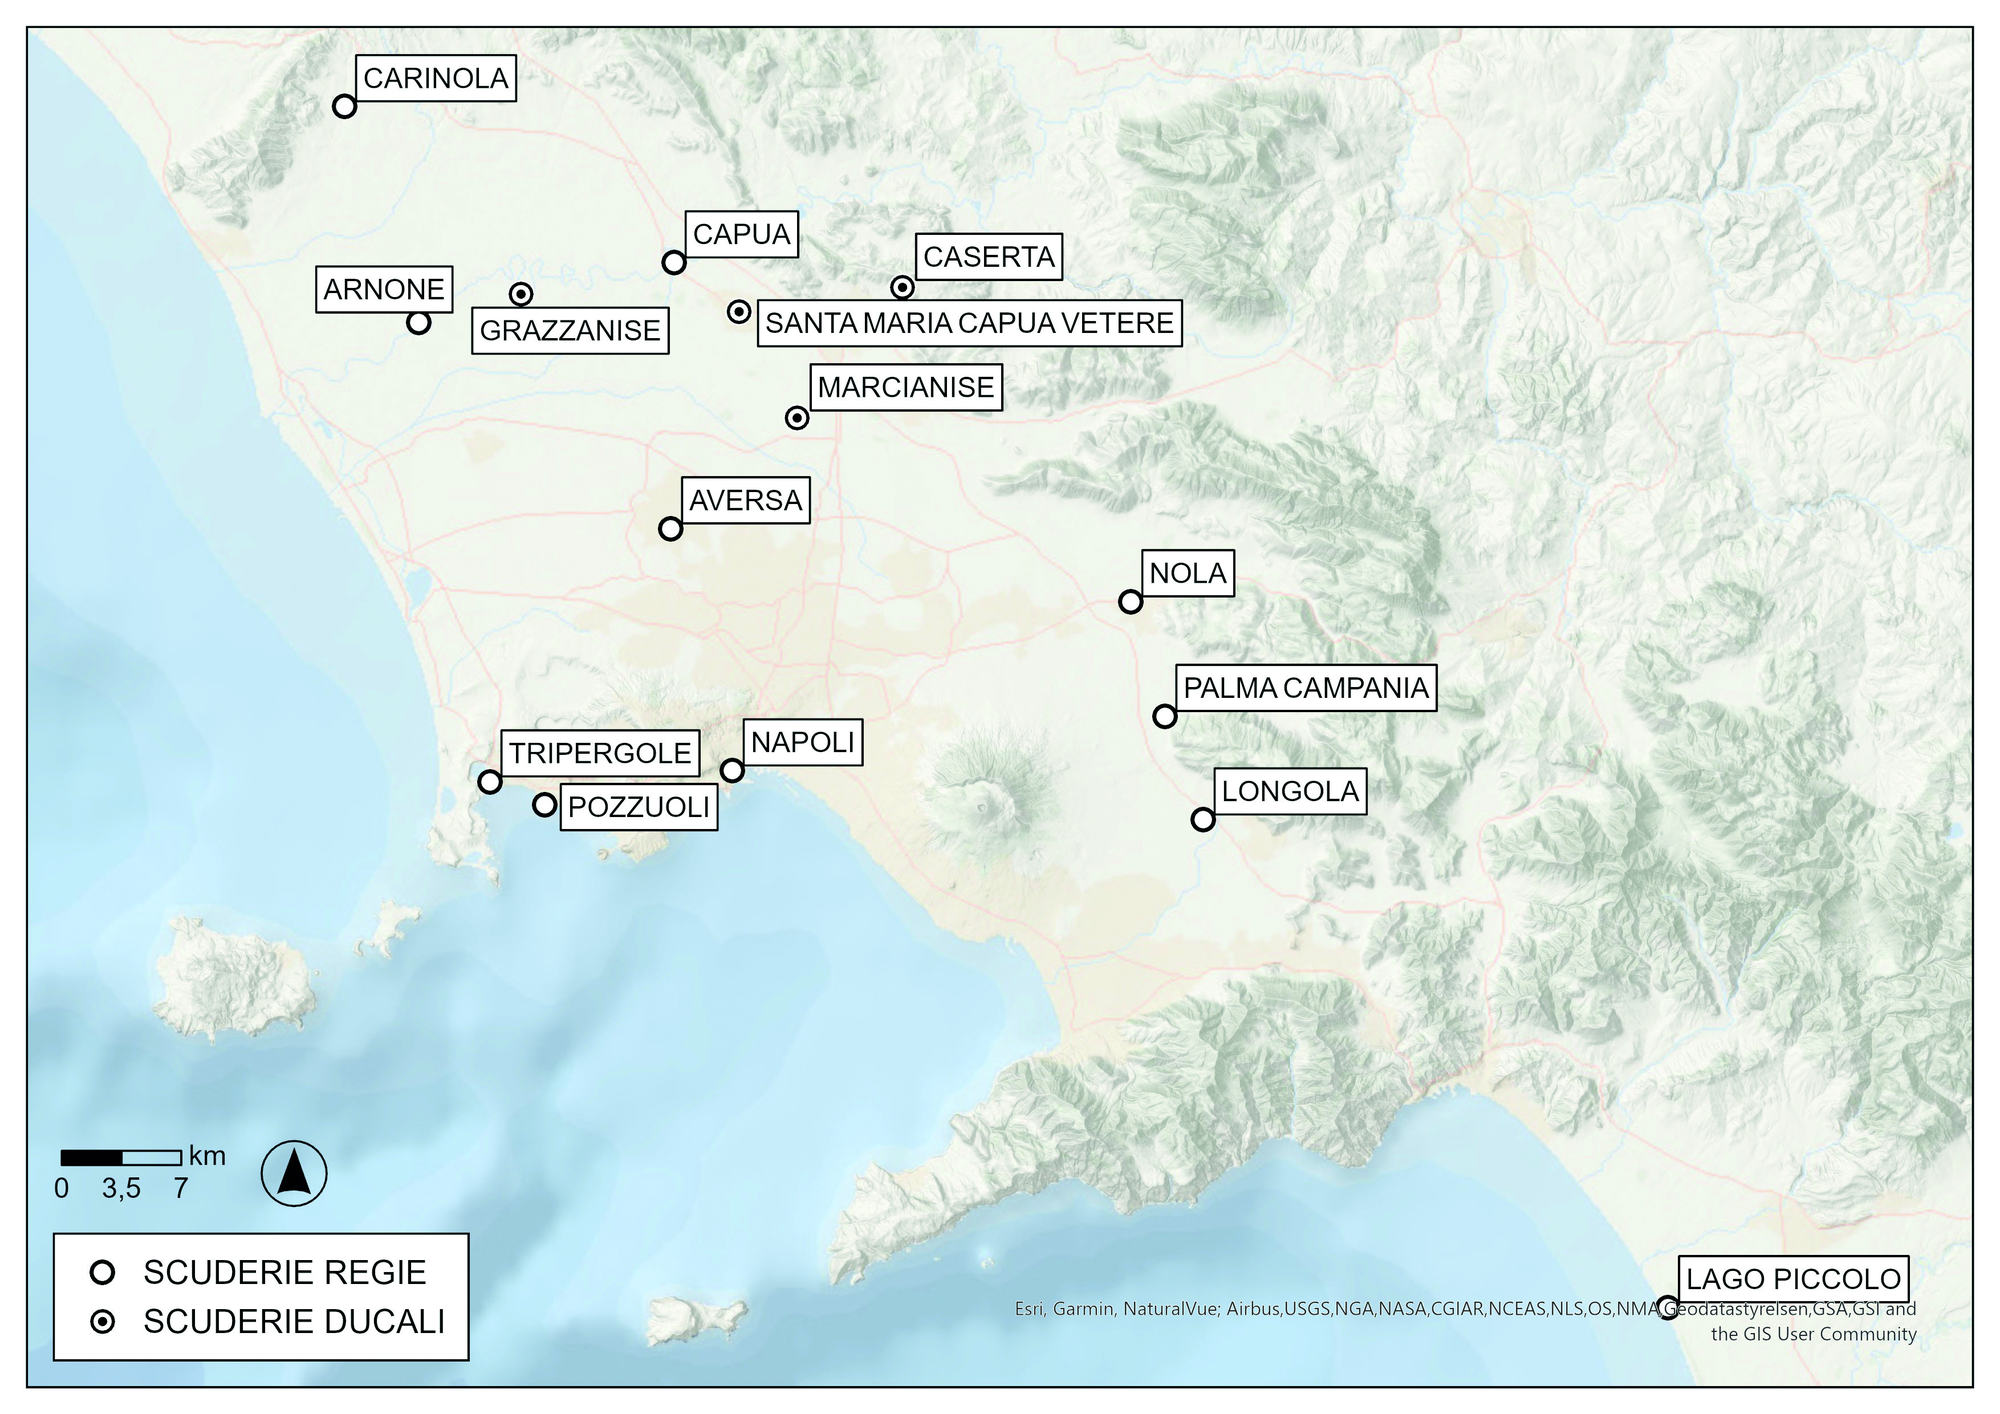 CARINOLA
CAPUA
CASERTA
ARNONE
GRAZZANISE
SANTA MARIA CAPUA VETERE
MARCIANISE
AVERSA
NOLA
PALMA CAMPANIA
TRIPERGOLE
NAPOLI
POZZUOLI
LONGOLA
km
0 3,5 7
SCUDERIE REGIE
SCUDERIE DUCALI
LAGO PICCOLO
Esri, Garmin, NaturalVue; Airbus,USGS,NGA,NASA,CGIAR,NCEAS,NLS,OS,NMA,Geodatastyrelsen,GSA,GSI and
the GIS User Community